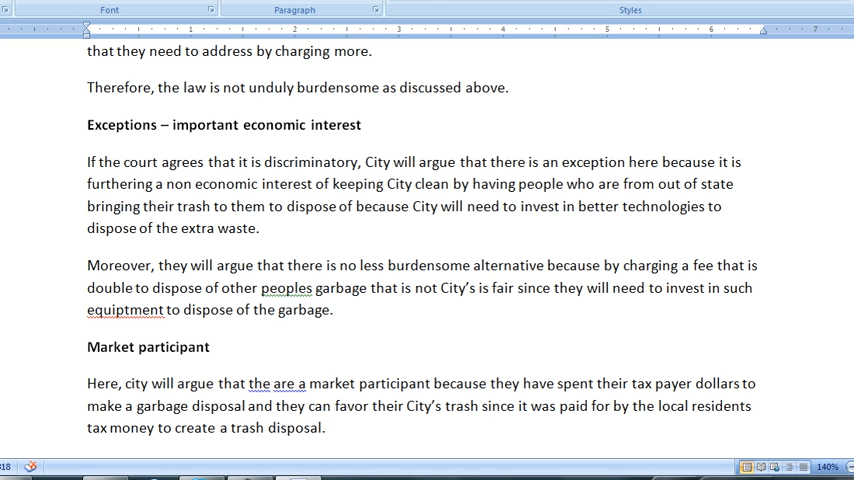 Font Paragraph Styles
1 2 3 4 5 6 7
that they need to address by charging more.
Therefore, the law is not unduly burdensome as discussed above.
Exceptions – important economic interest
If the court agrees that it is discriminatory, City will argue that there is an exception here because it is
furthering a non economic interest of keeping City clean by having people who are from out of state
bringing their trash to them to dispose of because City will need to invest in better technologies to
dispose of the extra waste.
Moreover, they will argue that there is no less burdensome alternative because by charging a fee that is
double to dispose of other peoples garbage that is not City’s is fair since they will need to invest in such
equiptment to dispose of the garbage.
Market participant
Here, city will argue that the are a market participant because they have spent their tax payer dollars to
make a garbage disposal and they can favor their City’s trash since it was paid for by the local residents
tax money to create a trash disposal.
318 140%